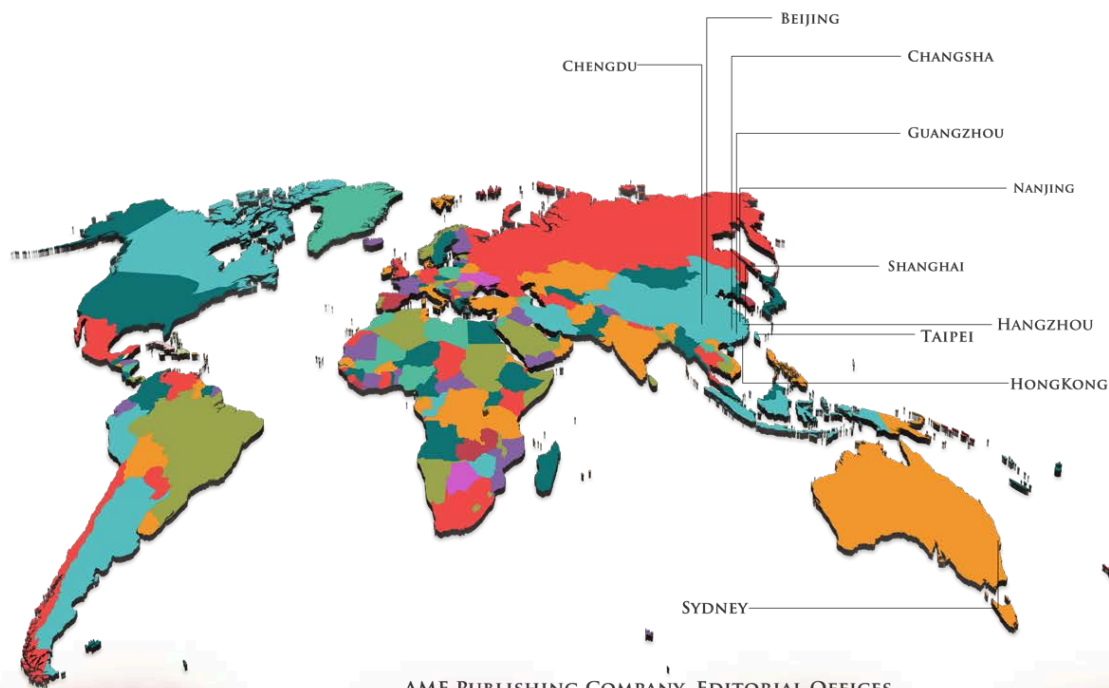 BEIJING
CHENGDU
CHANGSHA
GUANGZHOU
NANJING
SHANGHAI
HANGZHOU
TAIPEI
HONGKONG
SYDNEY
AME PUBLISHING COMPANY EDITORIAL OFFICES